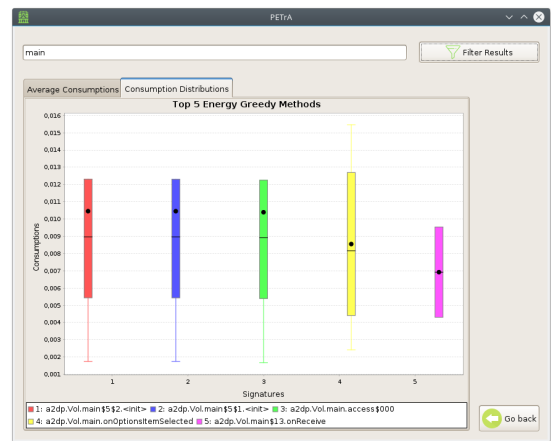 PETrA
main
Filter Results
Average Consumptions
Consumption Distributions
Top 5 Energy Greedy Methods
0,016
0,015
0,014
0,013
0,012
0,011
0,010
0,009
0,008
0,007
0,006
0,005
0,004
0,003
0,002
0,001
Consumptions
1 2 3 4 5
Signatures
1: a2dp.Vol.main$5$2.<init> 2: a2dp.Vol.main$5$1.<init> 3: a2dp.Vol.main.access$000
4: a2dp.Vol.main.onOptionsItemSelected 5: a2dp.Vol.main$13.onReceive
Go back